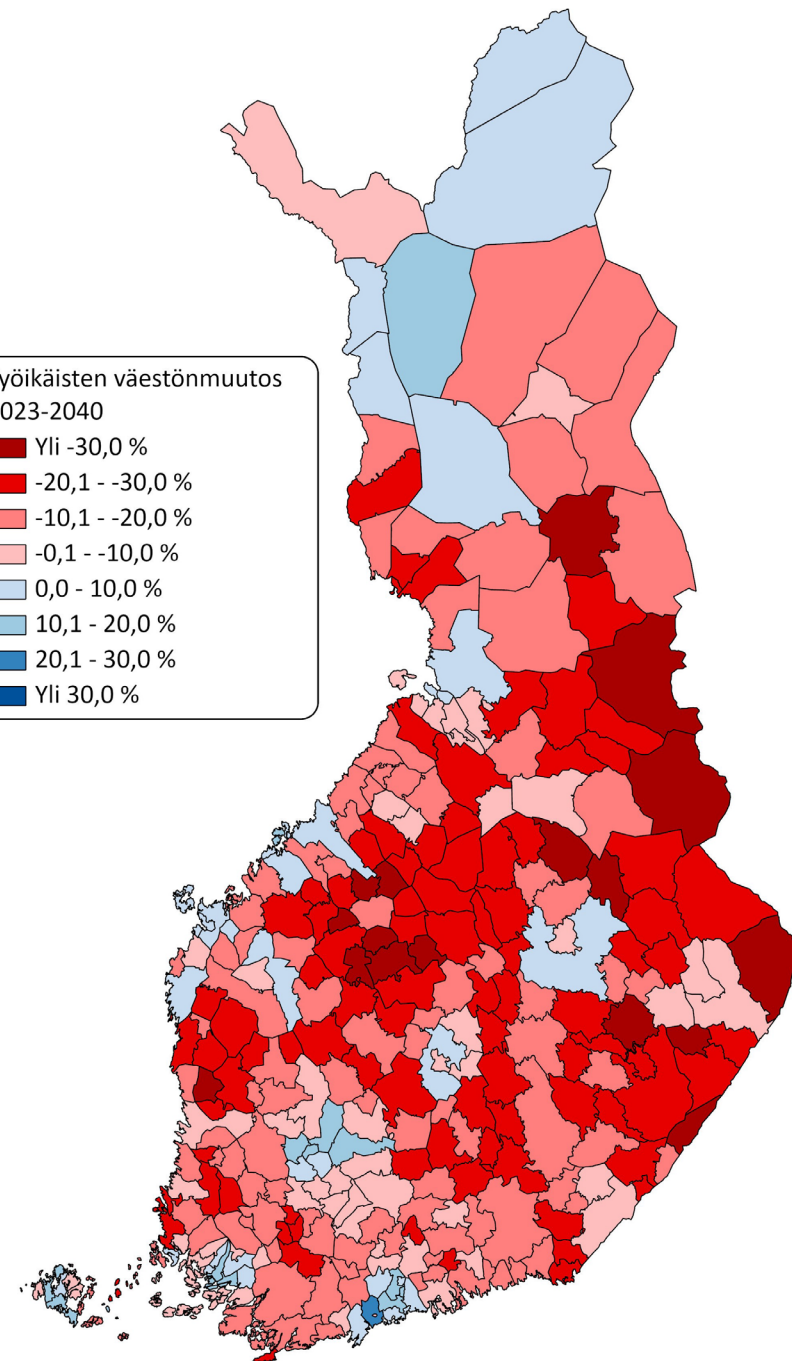 yöikäisten väestönmuutos
023-2040
Yli -30,0 %
-20,1 - -30,0 %
-10,1 - -20,0 %
-0,1 - -10,0 %
0,0 - 10,0 %
10,1 - 20,0 %
20,1 - 30,0 %
Yli 30,0 %